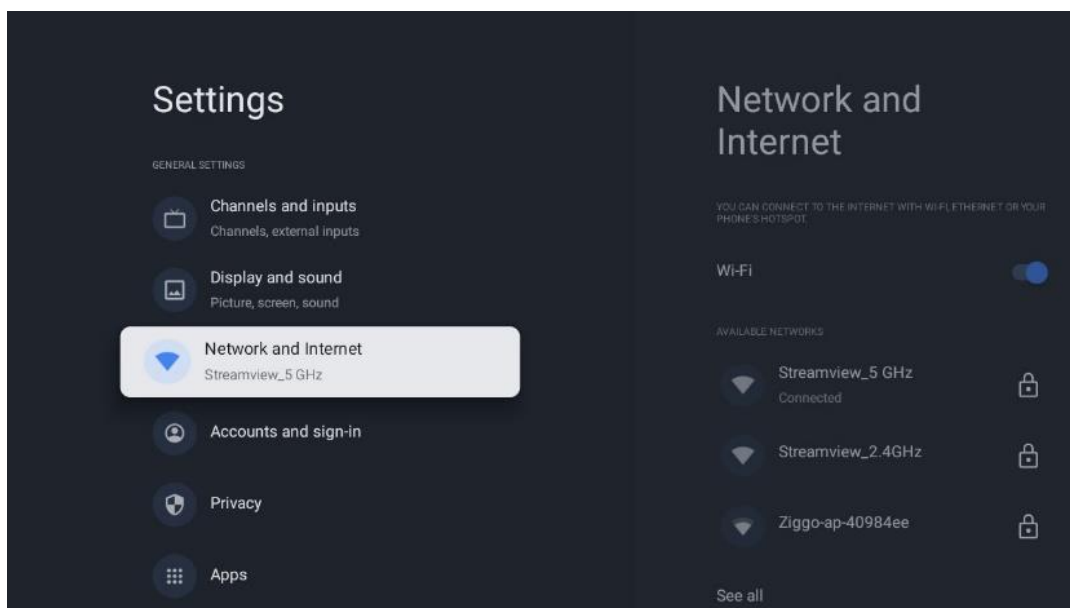 Settings
GENERAL SETTINGS
Channels and inputs
Channels, external inputs
Display and sound
Picture, screen, sound
Network and Internet
Streamview_5 GHz
Accounts and sign-in
Privacy
Apps
Network and
Internet
YOU CAN CONNECT TO THE INTERNET WITH WI-FI, ETHERNET OR YOUR
PHONE'S HOTSPOT.
Wi-Fi
AVAILABLE NETWORKS
Streamview_5 GHz
Connected
Streamview_2.4GHz
Ziggo-ap-40984ee
See all